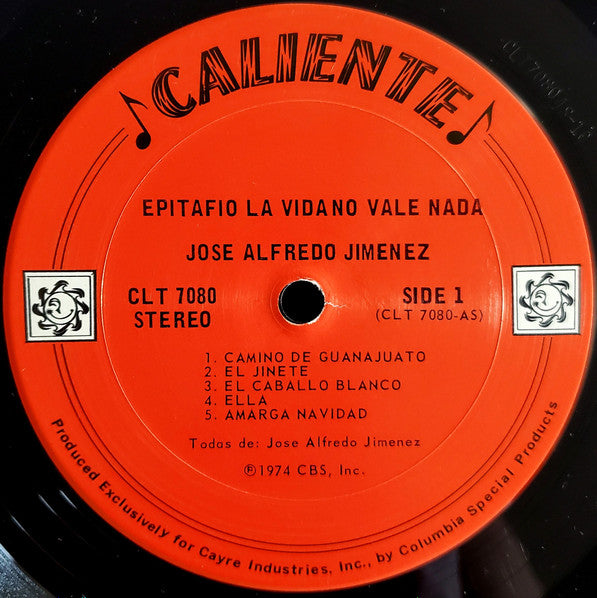 CALIENTE
EPITAFIO LA VIDANO VALE NADA
JOSE ALFREDO JIMENEZ
CLT 7080
STEREO
SIDE 1
(CLT 7080-AS)
1. CAMINO DE GUANAJUATO
2. EL JINETE
3. EL CABALLO BLANCO
4. ELLA
5. AMARGA NAVIDAD
Todas de: Jose Alfredo Jimenez
℗ 1974 CBS, Inc.
Produced Exclusively for Cayre Industries, Inc., by Columbia Special Products